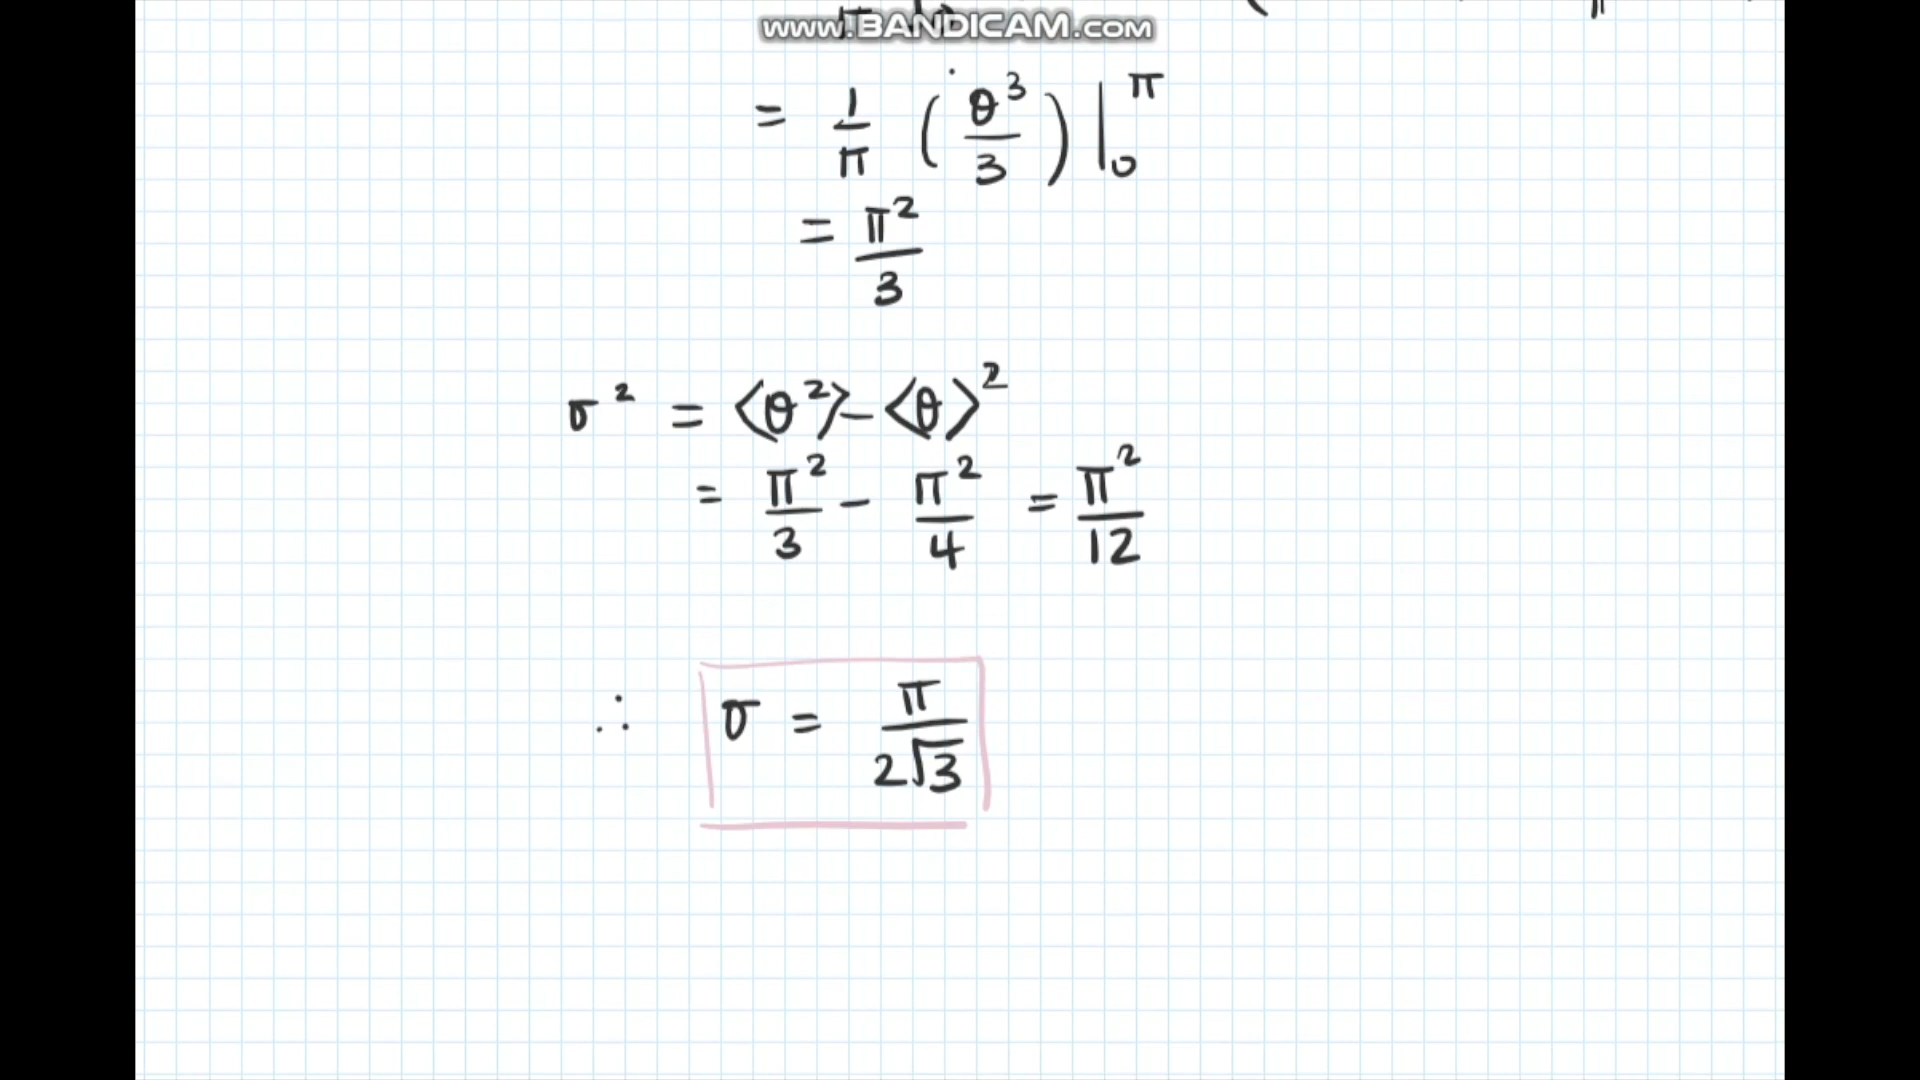 www.BANDICAM.com
= 1/π (θ³/3) |₀^π
= π²/3
σ² = ⟨θ²⟩ - ⟨θ⟩²
= π²/3 - π²/4 = π²/12
∴ σ = π/2√3